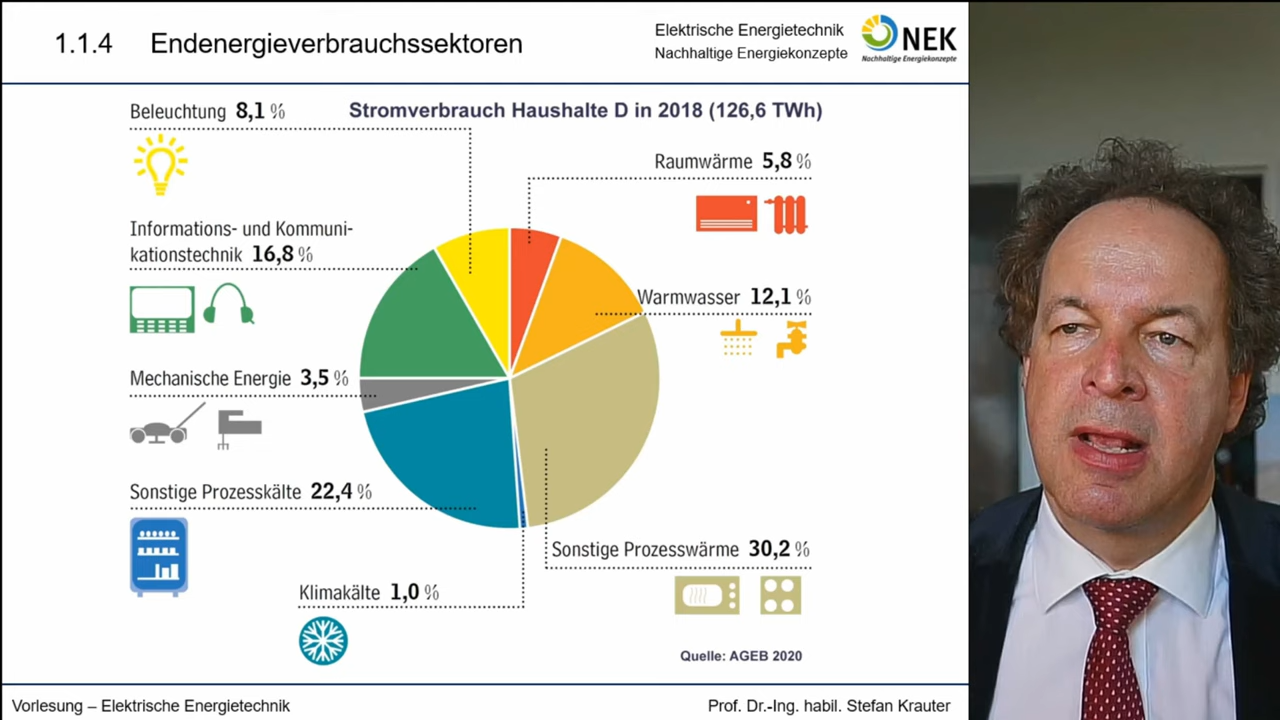 1.1.4 Endenergieverbrauchssektoren
Elektrische Energietechnik
Nachhaltige Energiekonzepte
NEK
Nachhaltige Energiekonzepte
Stromverbrauch Haushalte D in 2018 (126,6 TWh)
Beleuchtung 8,1 %
Raumwärme 5,8 %
Informations- und Kommuni-
kationstechnik 16,8 %
Warmwasser 12,1 %
Mechanische Energie 3,5 %
Sonstige Prozesskälte 22,4 %
Sonstige Prozesswärme 30,2 %
Klimakälte 1,0 %
Quelle: AGEB 2020
Vorlesung – Elektrische Energietechnik
Prof. Dr.-Ing. habil. Stefan Krauter